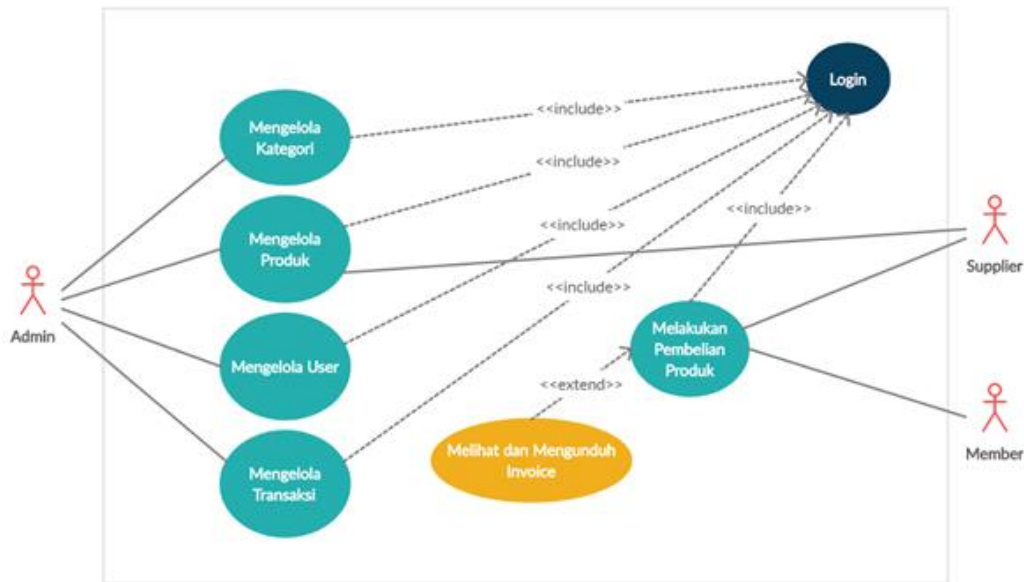 Login
<<include>>
Mengelola
Kategori
<<include>>
<<include>>
Mengelola
Produk
<<include>>
Supplier
<<include>>
Admin
Melakukan
Pembelian
Produk
Mengelola User
<<extend>>
Member
Melihat dan Mengunduh
Invoice
Mengelola
Transaksi